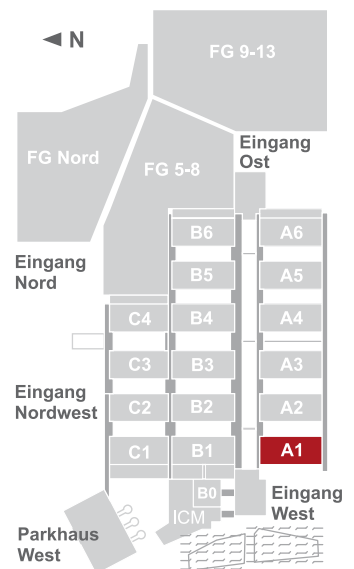 N
FG 9-13
FG Nord
FG 5-8
Eingang
Ost
B6
A6
Eingang
Nord
B5
A5
C4
B4
A4
C3
B3
A3
Eingang
Nordwest
C2
B2
A2
C1
B1
A1
B0
Eingang
West
ICM
Parkhaus
West